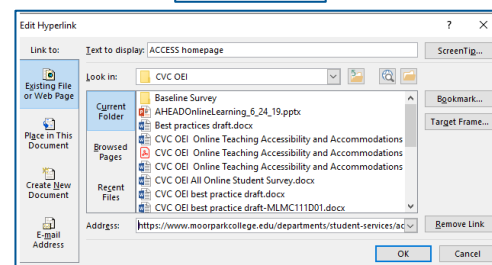 Edit Hyperlink ? ×
Link to: Text to display: ACCESS homepage ScreenTip...
Existing File or Web Page
Look in: CVC OEI
Current Folder
Browsed Pages
Recent Files
Baseline Survey
AHEADOnlineLearning_6_24_19.pptx
Best practices draft.docx
CVC OEI Online Teaching Accessibility and Accommodations
CVC OEI Online Teaching Accessibility and Accommodations
CVC OEI Online Teaching Accessibility and Accommodations
CVC OEI All Online Student Survey.docx
CVC OEI best practice draft.docx
CVC OEI best practice draft-MLMC111D01.docx
Bookmark...
Target Frame...
Place in This Document
Create New Document
E-mail Address
Address: https://www.moorparkcollege.edu/departments/student-services/ac
Remove Link
OK Cancel